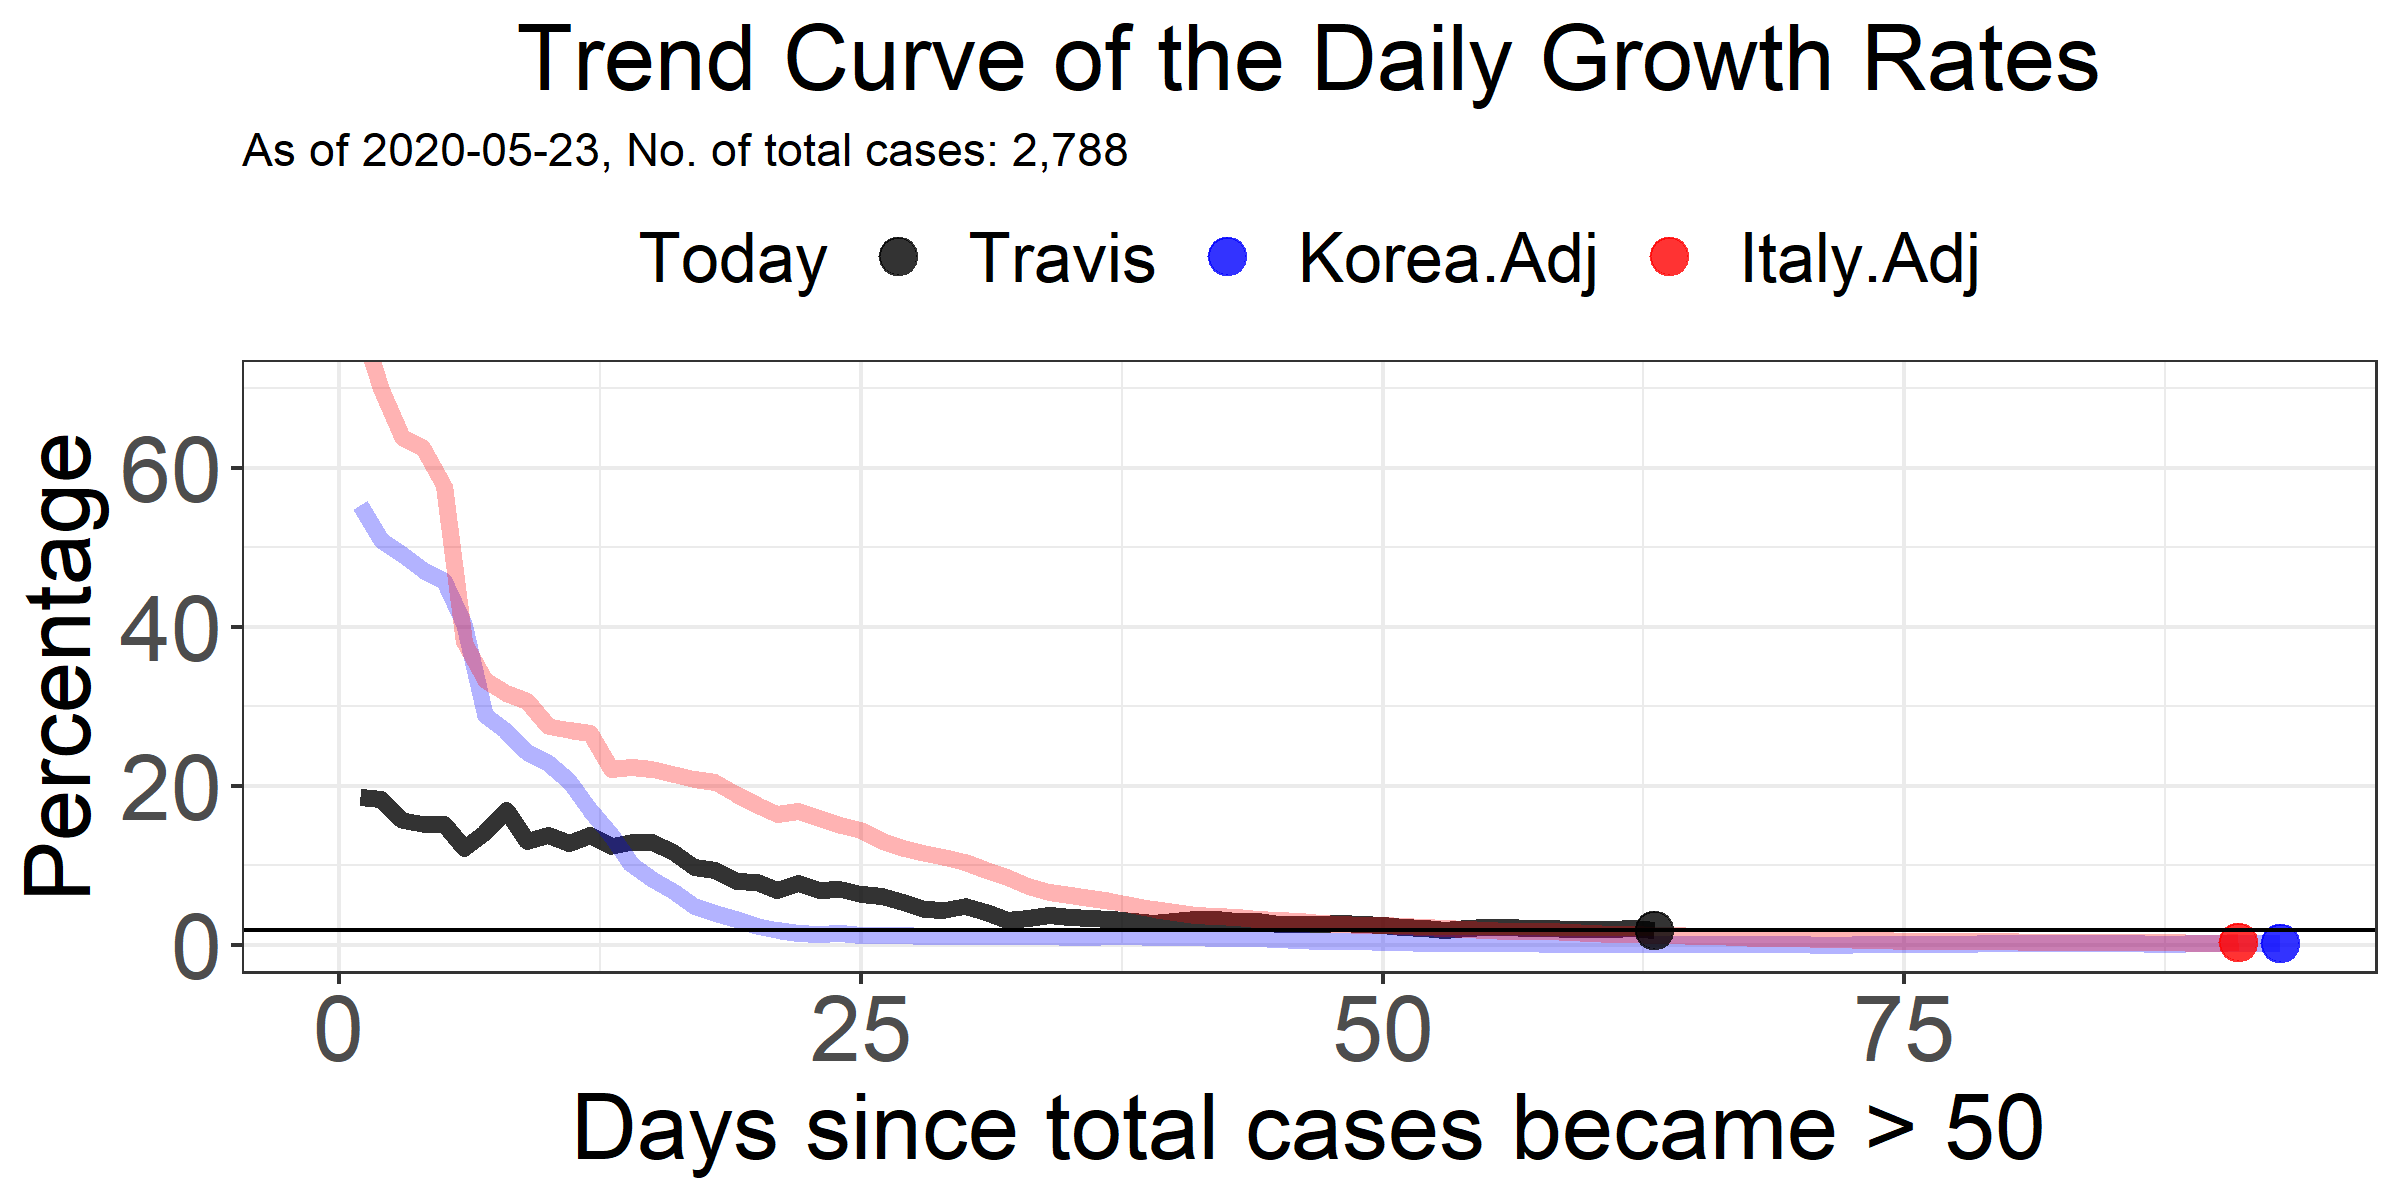 Trend Curve of the Daily Growth Rates
As of 2020-05-23, No. of total cases: 2,788
Today Travis Korea.Adj Italy.Adj
Percentage
60
40
20
0
0 25 50 75
Days since total cases became > 50